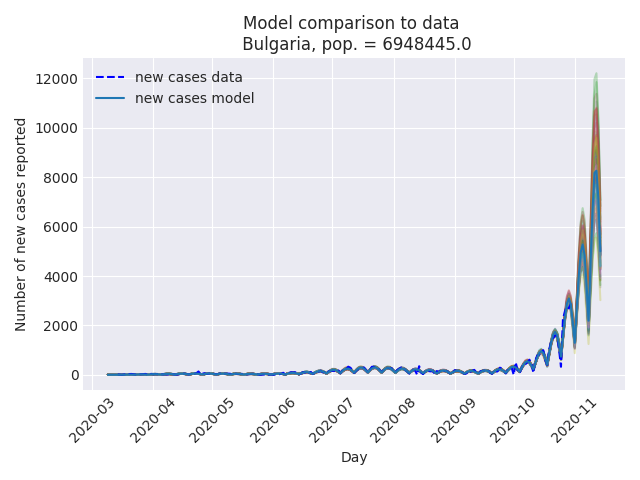 Model comparison to data
Bulgaria, pop. = 6948445.0
new cases data
new cases model
Number of new cases reported
12000
10000
8000
6000
4000
2000
0
2020-03
2020-04
2020-05
2020-06
2020-07
2020-08
2020-09
2020-10
2020-11
Day